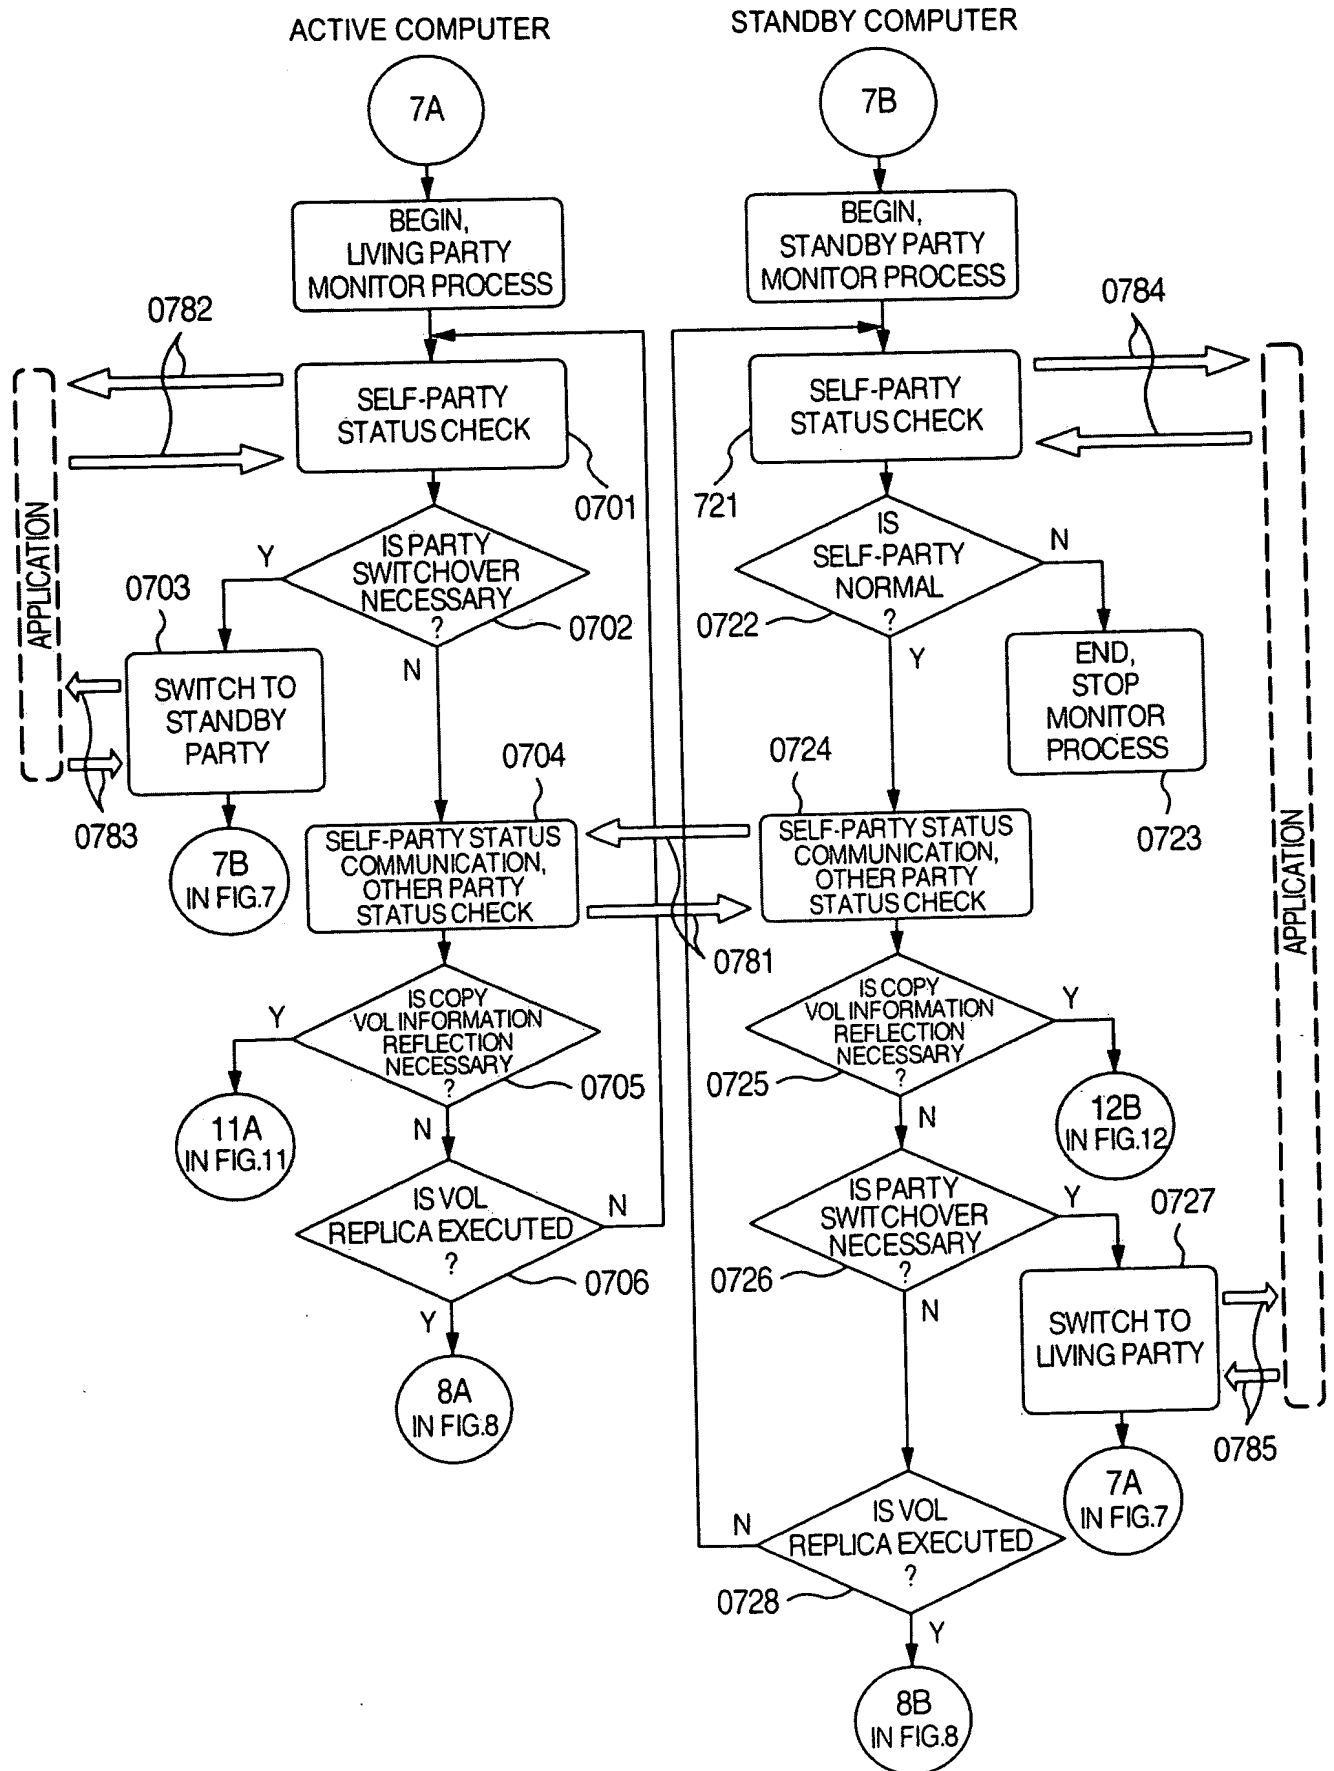 ACTIVE COMPUTER
STANDBY COMPUTER
7A
7B
BEGIN,
LIVING PARTY
MONITOR PROCESS
BEGIN,
STANDBY PARTY
MONITOR PROCESS
0782
0784
SELF-PARTY
STATUS CHECK
SELF-PARTY
STATUS CHECK
0701
721
APPLICATION
IS PARTY
SWITCHOVER
NECESSARY
?
Y
N
0702
IS
SELF-PARTY
NORMAL
?
N
Y
0722
0703
SWITCH TO
STANDBY
PARTY
0783
7B
IN FIG.7
END,
STOP
MONITOR
PROCESS
0723
0704
SELF-PARTY STATUS
COMMUNICATION,
OTHER PARTY
STATUS CHECK
0724
SELF-PARTY STATUS
COMMUNICATION,
OTHER PARTY
STATUS CHECK
0781
APPLICATION
IS COPY
VOL INFORMATION
REFLECTION
NECESSARY
?
Y
N
0705
11A
IN FIG.11
IS COPY
VOL INFORMATION
REFLECTION
NECESSARY
?
Y
N
0725
12B
IN FIG.12
IS VOL
REPLICA EXECUTED
?
N
Y
0706
8A
IN FIG.8
IS PARTY
SWITCHOVER
NECESSARY
?
Y
N
0726
0727
SWITCH TO
LIVING PARTY
0785
7A
IN FIG.7
IS VOL
REPLICA EXECUTED
?
N
Y
0728
8B
IN FIG.8